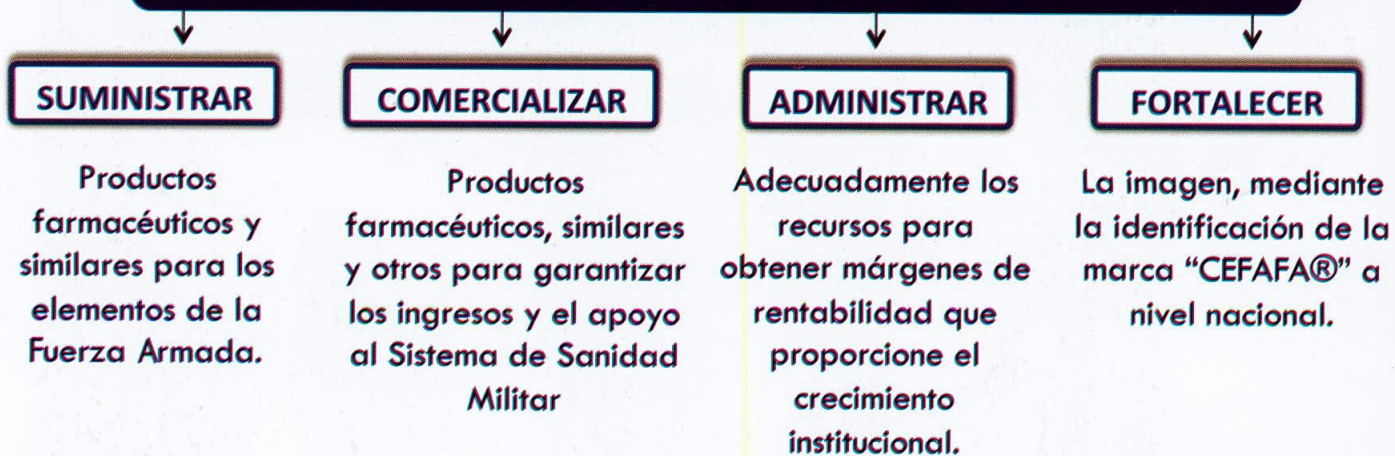 SUMINISTRAR
Productos
farmacéuticos y
similares para los
elementos de la
Fuerza Armada.
COMERCIALIZAR
Productos
farmacéuticos, similares
y otros para garantizar
los ingresos y el apoyo
al Sistema de Sanidad
Militar
ADMINISTRAR
Adecuadamente los
recursos para
obtener márgenes de
rentabilidad que
proporcione el
crecimiento
institucional.
FORTALECER
La imagen, mediante
la identificación de la
marca “CEFAFA®” a
nivel nacional.